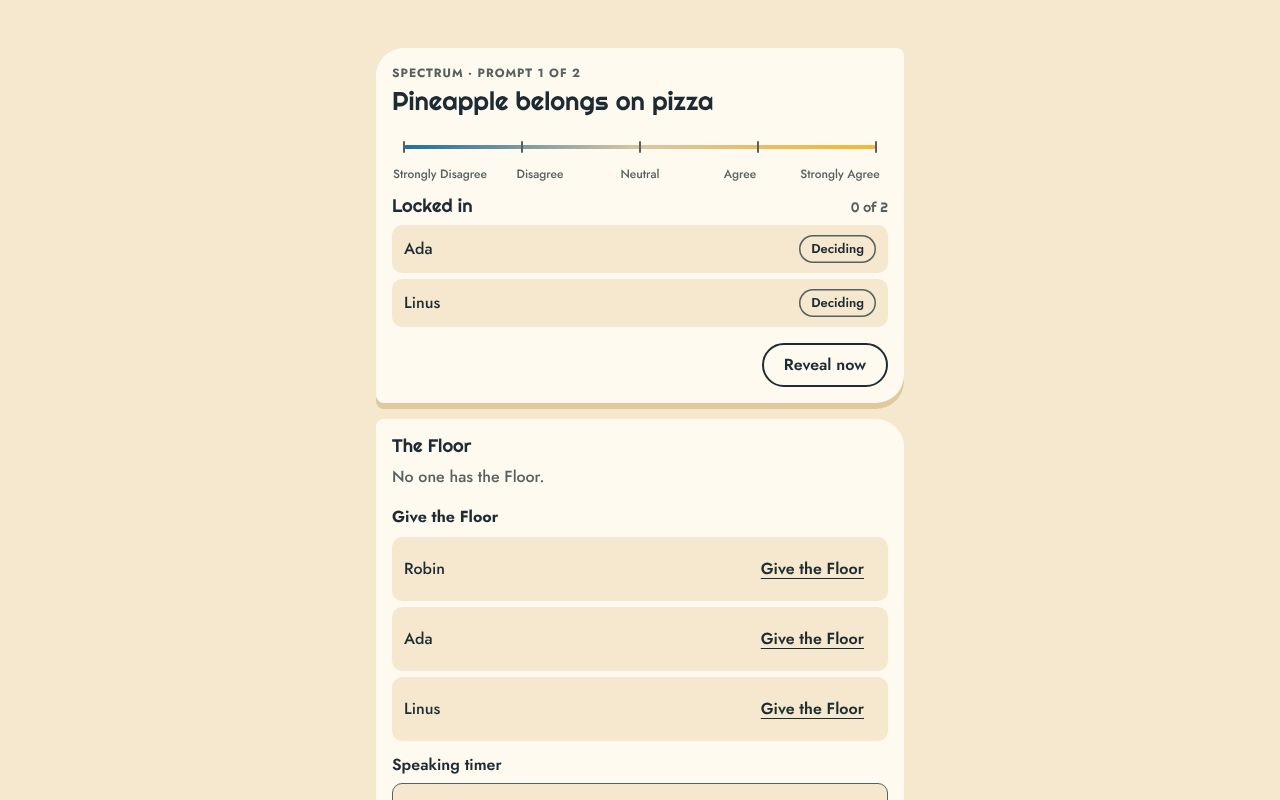 SPECTRUM · PROMPT 1 OF 2
Pineapple belongs on pizza
Strongly Disagree Disagree Neutral Agree Strongly Agree
Locked in 0 of 2
Ada Deciding
Linus Deciding
Reveal now
The Floor
No one has the Floor.
Give the Floor
Robin Give the Floor
Ada Give the Floor
Linus Give the Floor
Speaking timer